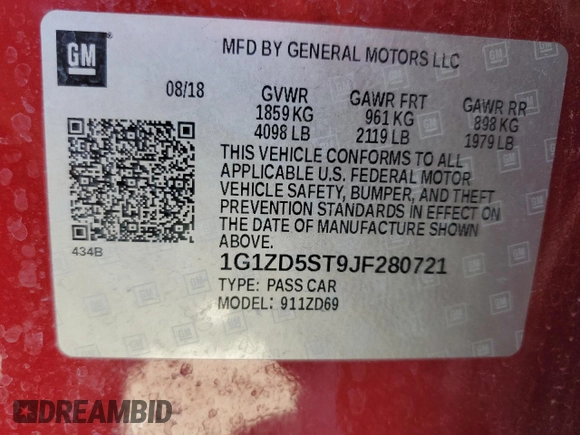 GM
MFD BY GENERAL MOTORS LLC
08/18 GVWR GAWR FRT GAWR RR
1859 KG 961 KG 898 KG
4098 LB 2119 LB 1979 LB
THIS VEHICLE CONFORMS TO ALL
APPLICABLE U.S. FEDERAL MOTOR
VEHICLE SAFETY, BUMPER, AND THEFT
PREVENTION STANDARDS IN EFFECT ON
THE DATE OF MANUFACTURE SHOWN
ABOVE.
434B
1G1ZD5ST9JF280721
TYPE: PASS CAR
MODEL: 911ZD69
DREAMBID